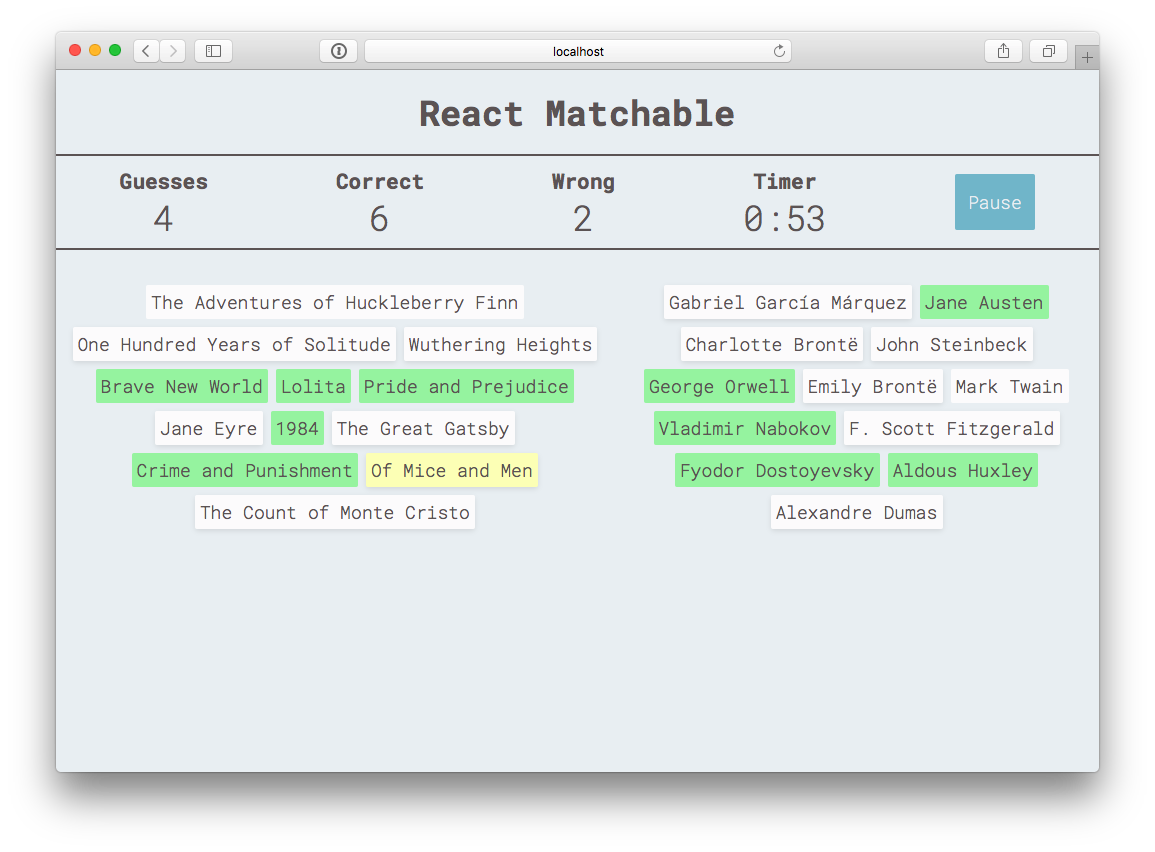 localhost
React Matchable
Guesses Correct Wrong Timer
4 6 2 0:53
Pause
The Adventures of Huckleberry Finn
One Hundred Years of Solitude Wuthering Heights
Brave New World Lolita Pride and Prejudice
Jane Eyre 1984 The Great Gatsby
Crime and Punishment Of Mice and Men
The Count of Monte Cristo
Gabriel García Márquez Jane Austen
Charlotte Brontë John Steinbeck
George Orwell Emily Brontë Mark Twain
Vladimir Nabokov F. Scott Fitzgerald
Fyodor Dostoyevsky Aldous Huxley
Alexandre Dumas